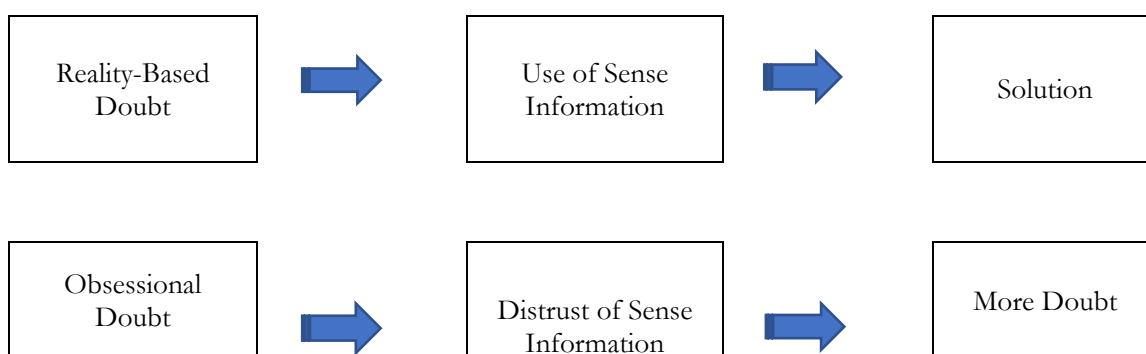 Reality-Based
Doubt
Use of Sense
Information
Solution
Obsessional
Doubt
Distrust of Sense
Information
More Doubt